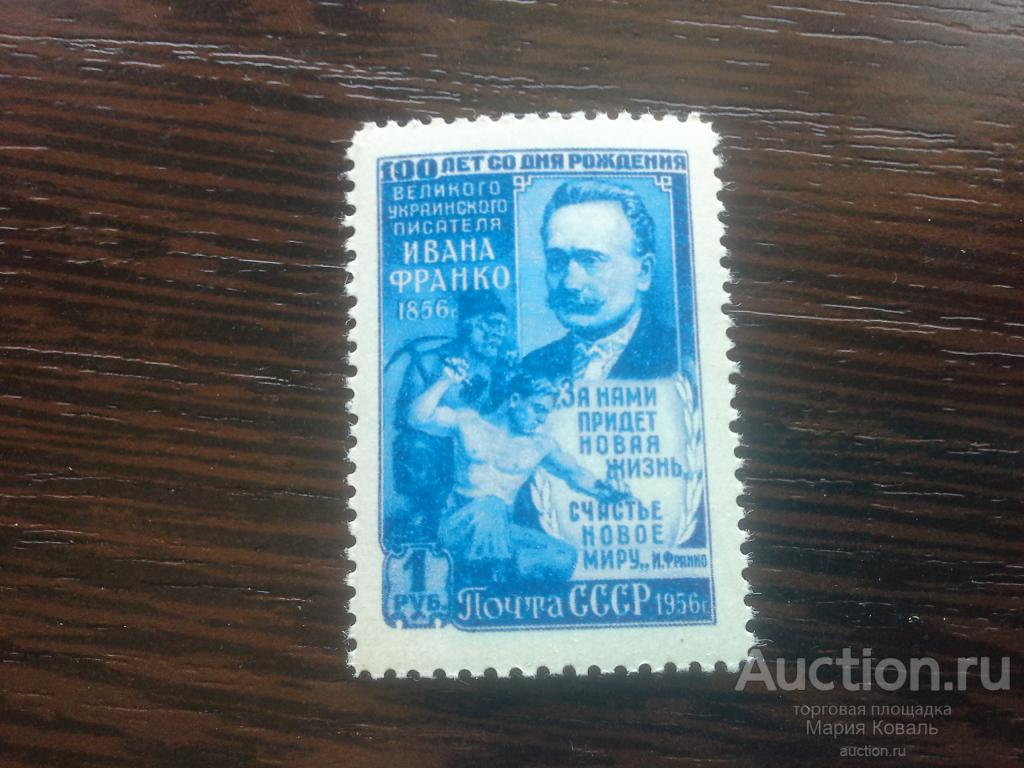 100 ЛЕТ СО ДНЯ РОЖДЕНИЯ
ВЕЛИКОГО
УКРАИНСКОГО
ПИСАТЕЛЯ
ИВАНА
ФРАНКО
1856г.
„ЗА НАМИ
ПРИДЕТ
НОВАЯ
ЖИЗНЬ,
СЧАСТЬЕ
НОВОЕ
МИРУ„ И.ФРАНКО
1
РУБ.
Почта СССР 1956г.
Auction.ru
торговая площадка
Мария Коваль
auction.ru